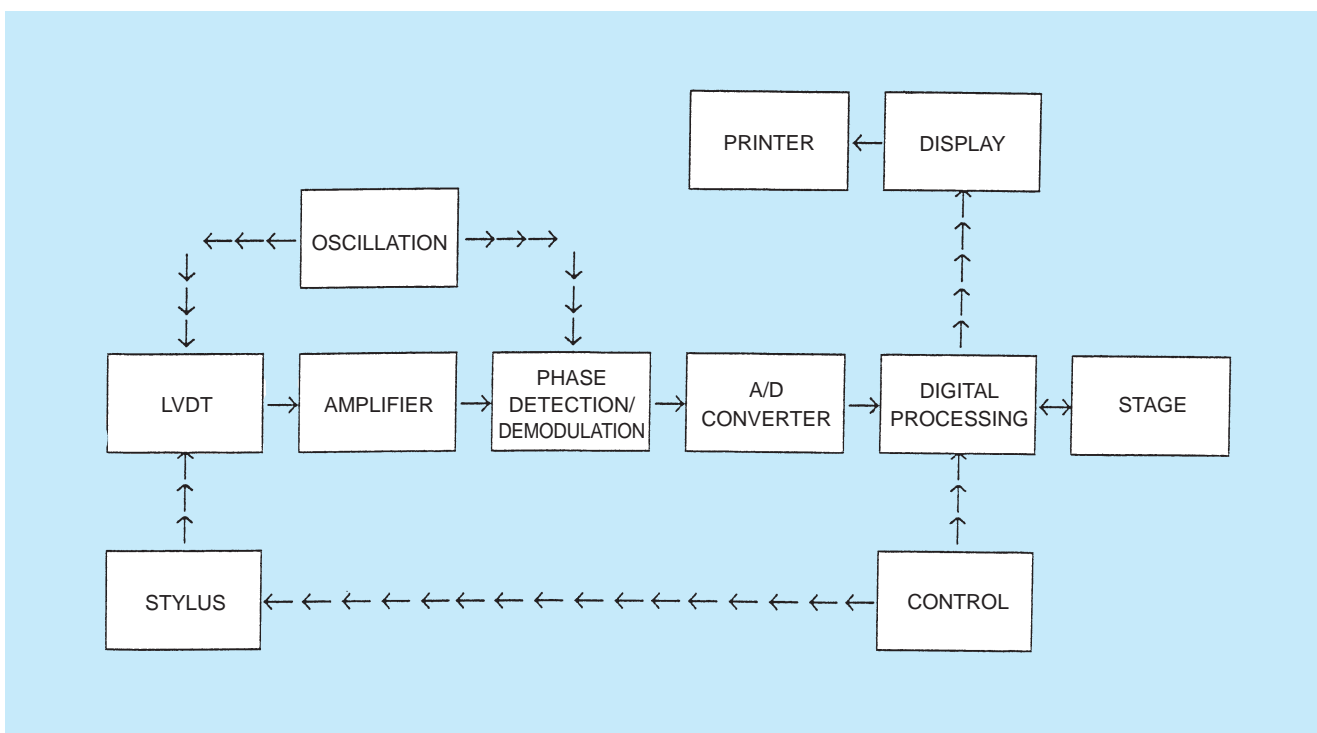 PRINTER
DISPLAY
OSCILLATION
LVDT
AMPLIFIER
PHASE
DETECTION/
DEMODULATION
A/D
CONVERTER
DIGITAL
PROCESSING
STAGE
STYLUS
CONTROL